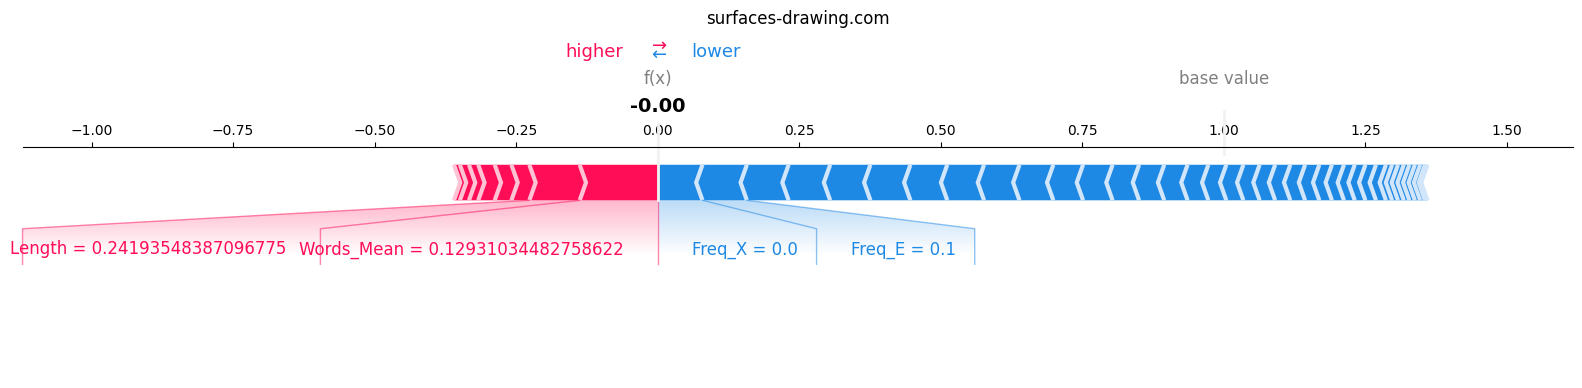 surfaces-drawing.com
higher → ← lower
f(x) base value
-0.00
−1.00 −0.75 −0.50 −0.25 0.00 0.25 0.50 0.75 1.00 1.25 1.50
Length = 0.24193548387096775 Words_Mean = 0.12931034482758622 Freq_X = 0.0 Freq_E = 0.1